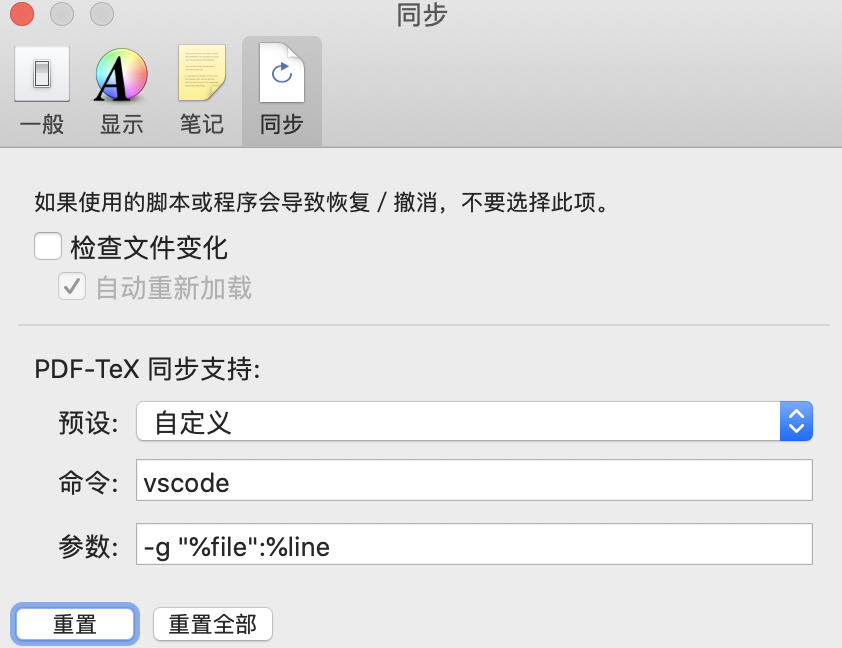 同步
一般
显示
笔记
同步
如果使用的脚本或程序会导致恢复 / 撤消，不要选择此项。
检查文件变化
自动重新加载
PDF-TeX 同步支持:
预设: 自定义
命令: vscode
参数: -g "%file":%line
重置 重置全部